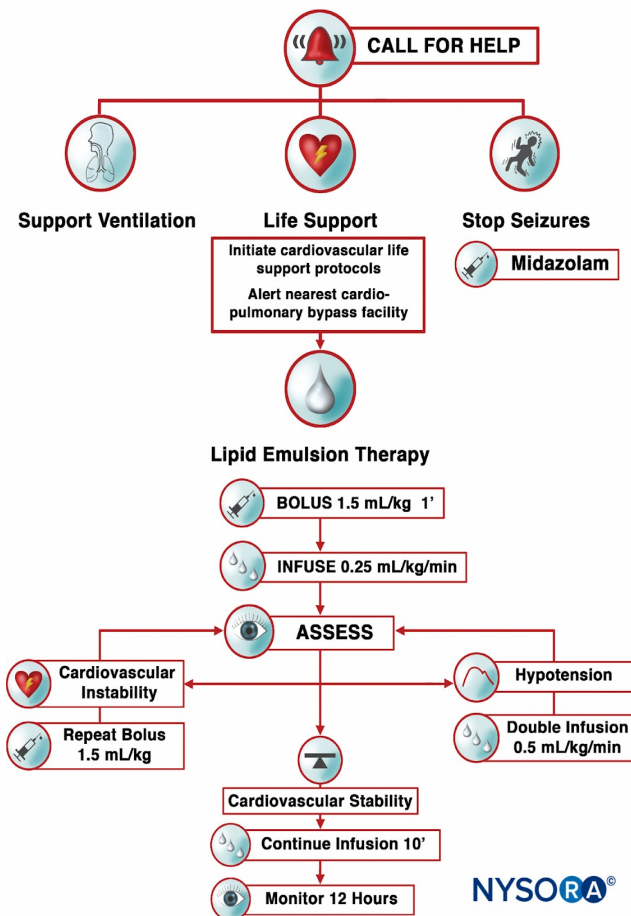 CALL FOR HELP
Support Ventilation
Life Support
Stop Seizures
Initiate cardiovascular life
support protocols
Alert nearest cardio-
pulmonary bypass facility
Midazolam
Lipid Emulsion Therapy
BOLUS 1.5 mL/kg 1’
INFUSE 0.25 mL/kg/min
ASSESS
Cardiovascular
Instability
Repeat Bolus
1.5 mL/kg
Hypotension
Double Infusion
0.5 mL/kg/min
Cardiovascular Stability
Continue Infusion 10’
Monitor 12 Hours
NYSORA©